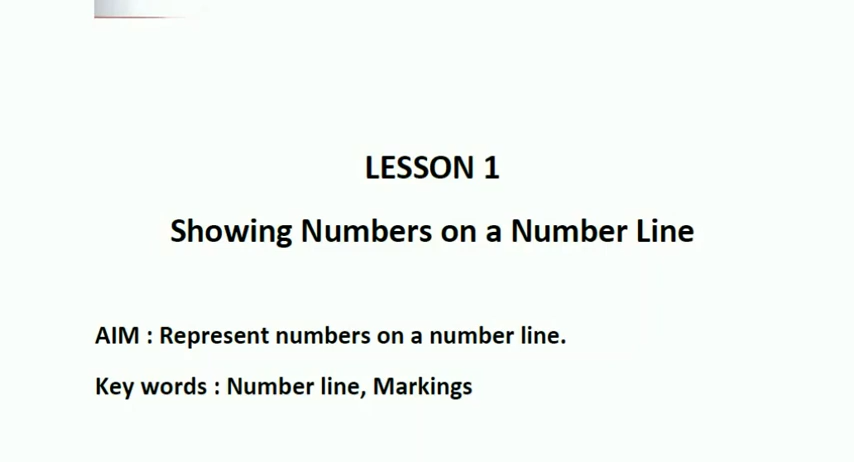 LESSON 1
Showing Numbers on a Number Line
AIM : Represent numbers on a number line.
Key words : Number line, Markings